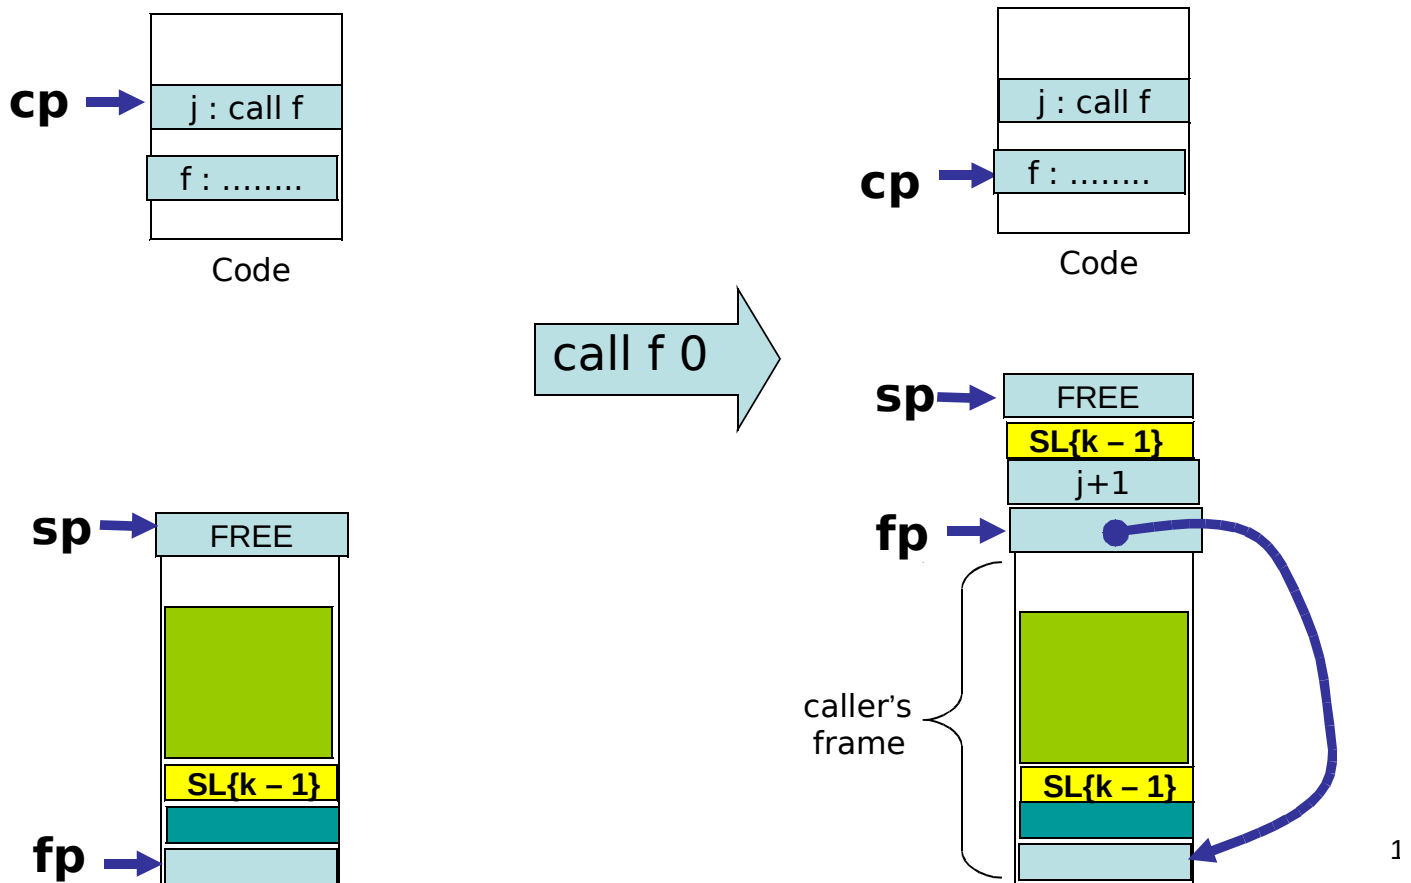 cp
j : call f
f : ........
Code
cp
j : call f
f : ........
Code
call f 0
sp
FREE
SL{k – 1}
fp
sp
FREE
SL{k – 1}
j+1
fp
caller’s
frame
SL{k – 1}
1